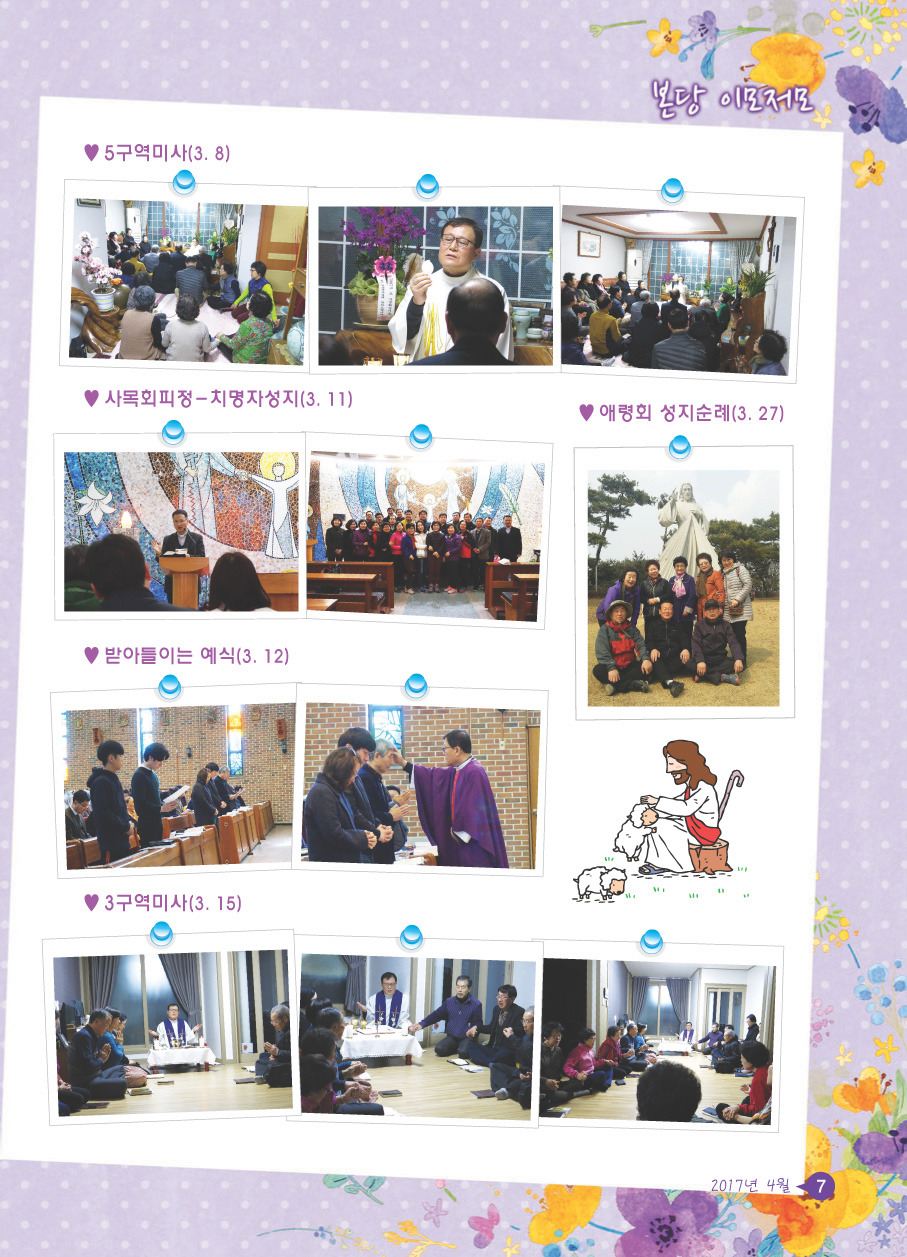 본당 이모저모
♥ 5구역미사(3. 8)
♥ 사목회피정-치명자성지(3. 11)
♥ 애령회 성지순례(3. 27)
♥ 받아들이는 예식(3. 12)
♥ 3구역미사(3. 15)
2017년 4월 7